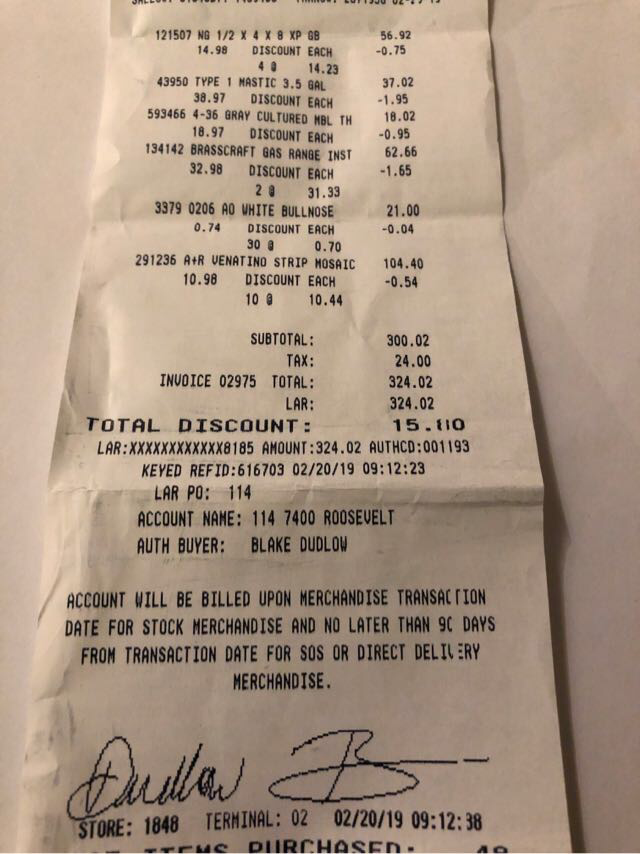 121507 NG 1/2 X 4 X 8 XP GB 56.92
14.98 DISCOUNT EACH -0.75
4 @ 14.23
43950 TYPE 1 MASTIC 3.5 GAL 37.02
38.97 DISCOUNT EACH -1.95
593466 4-36 GRAY CULTURED MBL TH 18.02
18.97 DISCOUNT EACH -0.95
134142 BRASSCRAFT GAS RANGE INST 62.66
32.98 DISCOUNT EACH -1.65
2 @ 31.33
3379 0206 AO WHITE BULLNOSE 21.00
0.74 DISCOUNT EACH -0.04
30 @ 0.70
291236 A+R VENATINO STRIP MOSAIC 104.40
10.98 DISCOUNT EACH -0.54
10 @ 10.44
SUBTOTAL: 300.02
TAX: 24.00
INVOICE 02975 TOTAL: 324.02
LAR: 324.02
TOTAL DISCOUNT:
LAR:XXXXXXXXXXXX8185 AMOUNT:324.02 AUTHCD:001193
KEYED REFID:616703 02/20/19 09:12:23
LAR PO: 114
ACCOUNT NAME: 114 7400 ROOSEVELT
AUTH BUYER: BLAKE DUDLOW
ACCOUNT WILL BE BILLED UPON MERCHANDISE TRANSACTION
DATE FOR STOCK MERCHANDISE AND NO LATER THAN 90 DAYS
FROM TRANSACTION DATE FOR SOS OR DIRECT DELIVERY
MERCHANDISE.
Dudlow B
STORE: 1848 TERMINAL: 02 02/20/19 09:12:38
ITEMS PURCHASED: